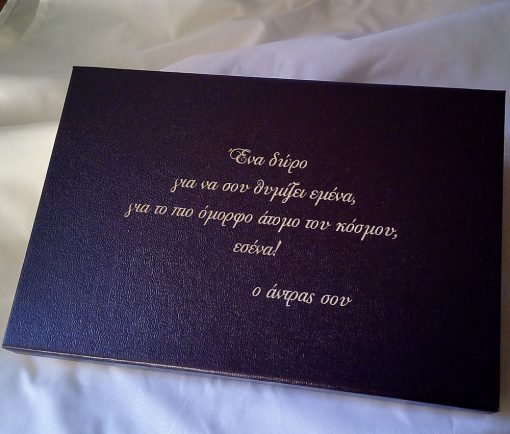 Ένα δώρο
για να σου θυμίζει εμένα,
για το πιο όμορφο άτομο του κόσμου,
εσένα!
ο άντρας σου